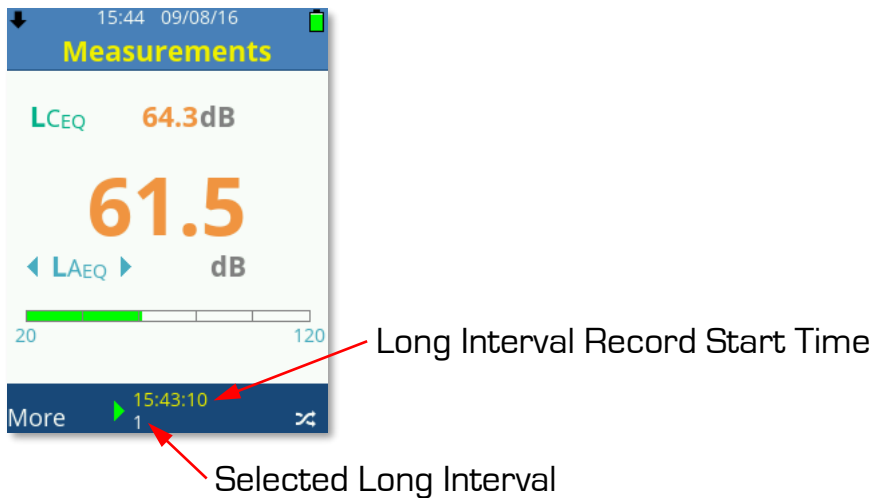 15:44 09/08/16
Measurements
LCEQ 64.3dB
61.5
LAEQ dB
20 120
Long Interval Record Start Time
15:43:10
More 1
Selected Long Interval